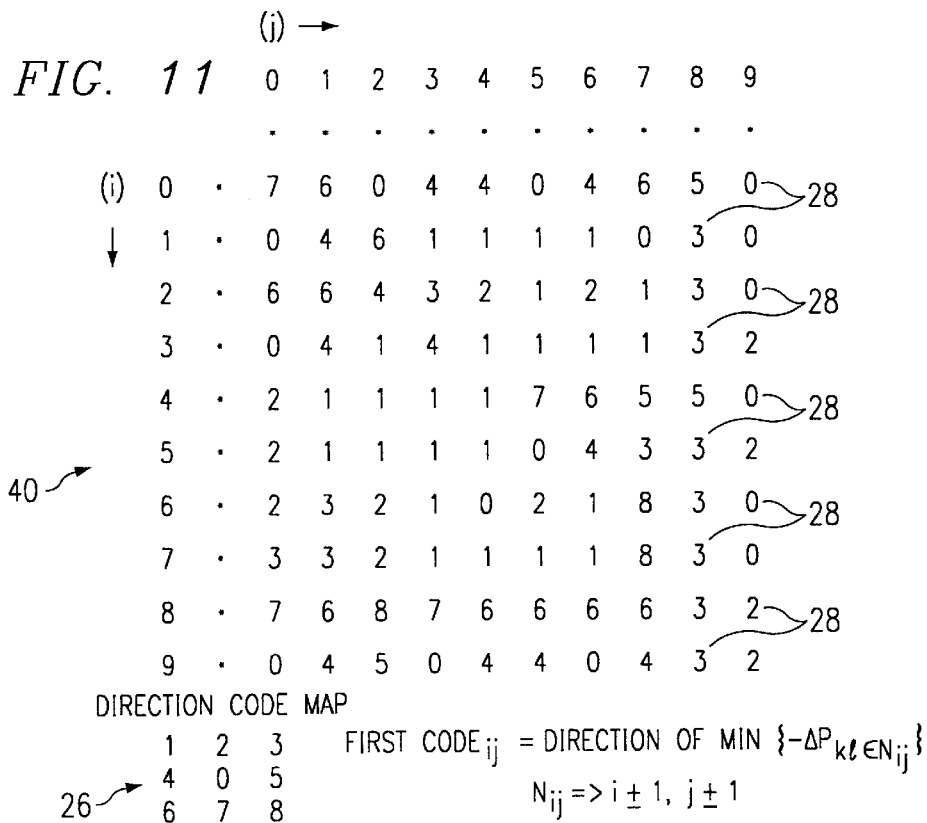 (j) →
FIG. 11 0 1 2 3 4 5 6 7 8 9
. . . . . . . . . .
(i) 0 · 7 6 0 4 4 0 4 6 5 0 28
↓ 1 · 0 4 6 1 1 1 1 0 3 0
2 · 6 6 4 3 2 1 2 1 3 0 28
3 · 0 4 1 4 1 1 1 1 3 2
4 · 2 1 1 1 1 7 6 5 5 0 28
5 · 2 1 1 1 1 0 4 3 3 2
40
6 · 2 3 2 1 0 2 1 8 3 0 28
7 · 3 3 2 1 1 1 1 8 3 0
8 · 7 6 8 7 6 6 6 6 3 2 28
9 · 0 4 5 0 4 4 0 4 3 2
DIRECTION CODE MAP
1 2 3 FIRST CODE ij = DIRECTION OF MIN {-ΔP kℓ∈N ij}
4 0 5
26 6 7 8 N ij => i ± 1, j ± 1